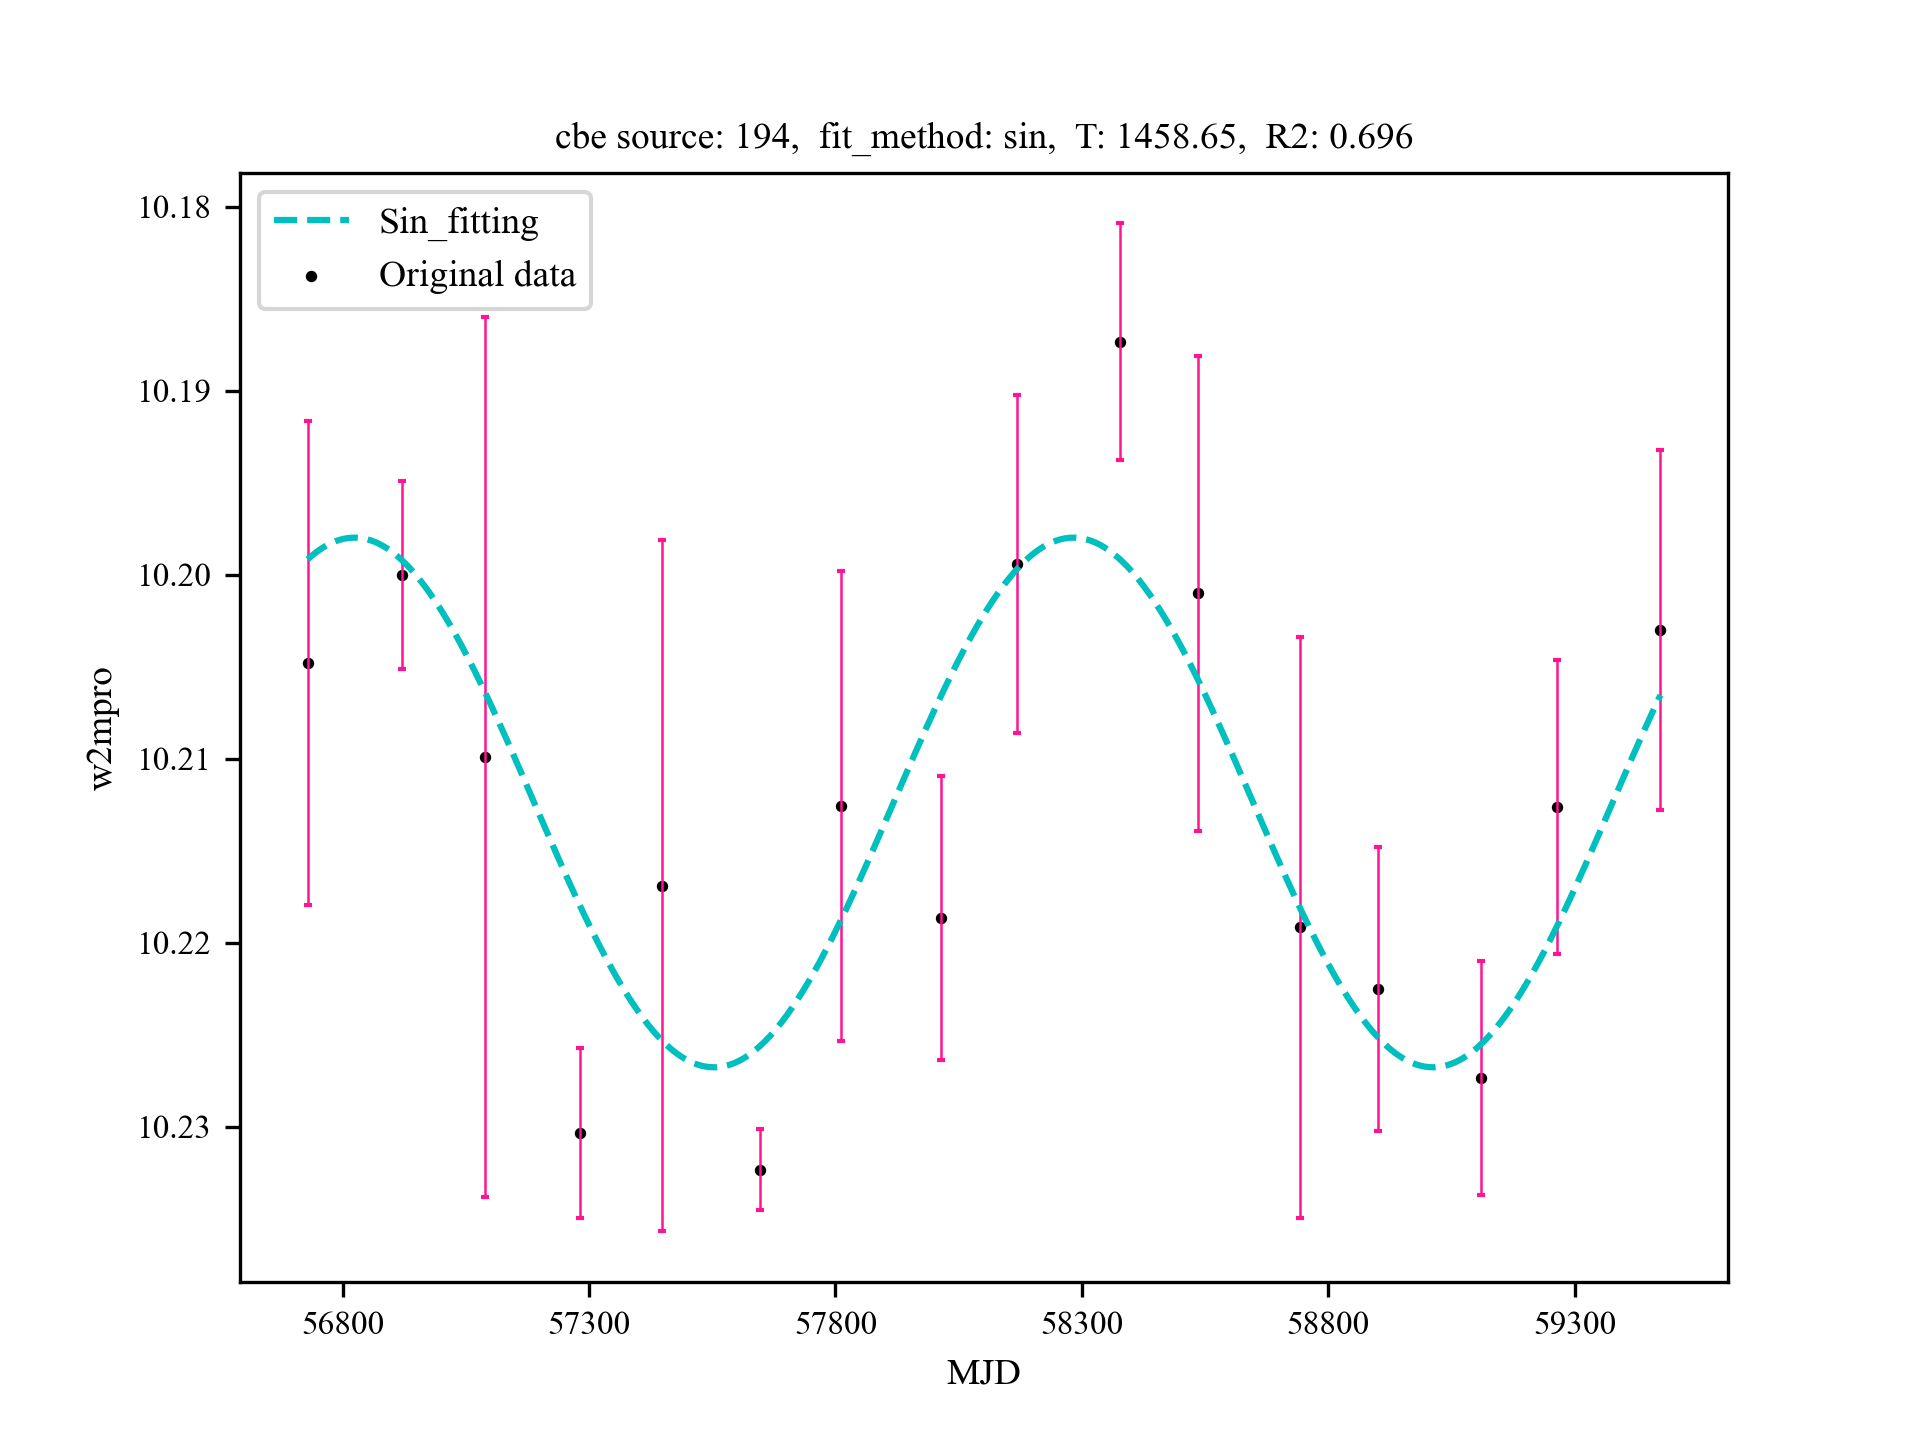 cbe source: 194,  fit_method: sin,  T: 1458.65,  R2: 0.696
Sin_fitting
Original data
10.18
10.19
10.20
10.21
10.22
10.23
w2mpro
56800 57300 57800 58300 58800 59300
MJD